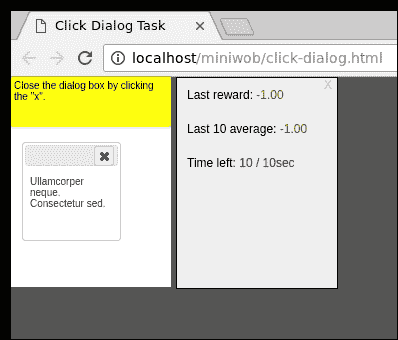 Click Dialog Task
localhost/miniwob/click-dialog.html
Close the dialog box by clicking
the "x".
Ullamcorper
neque.
Consectetur sed.
X
Last reward: -1.00
Last 10 average: -1.00
Time left: 10 / 10sec